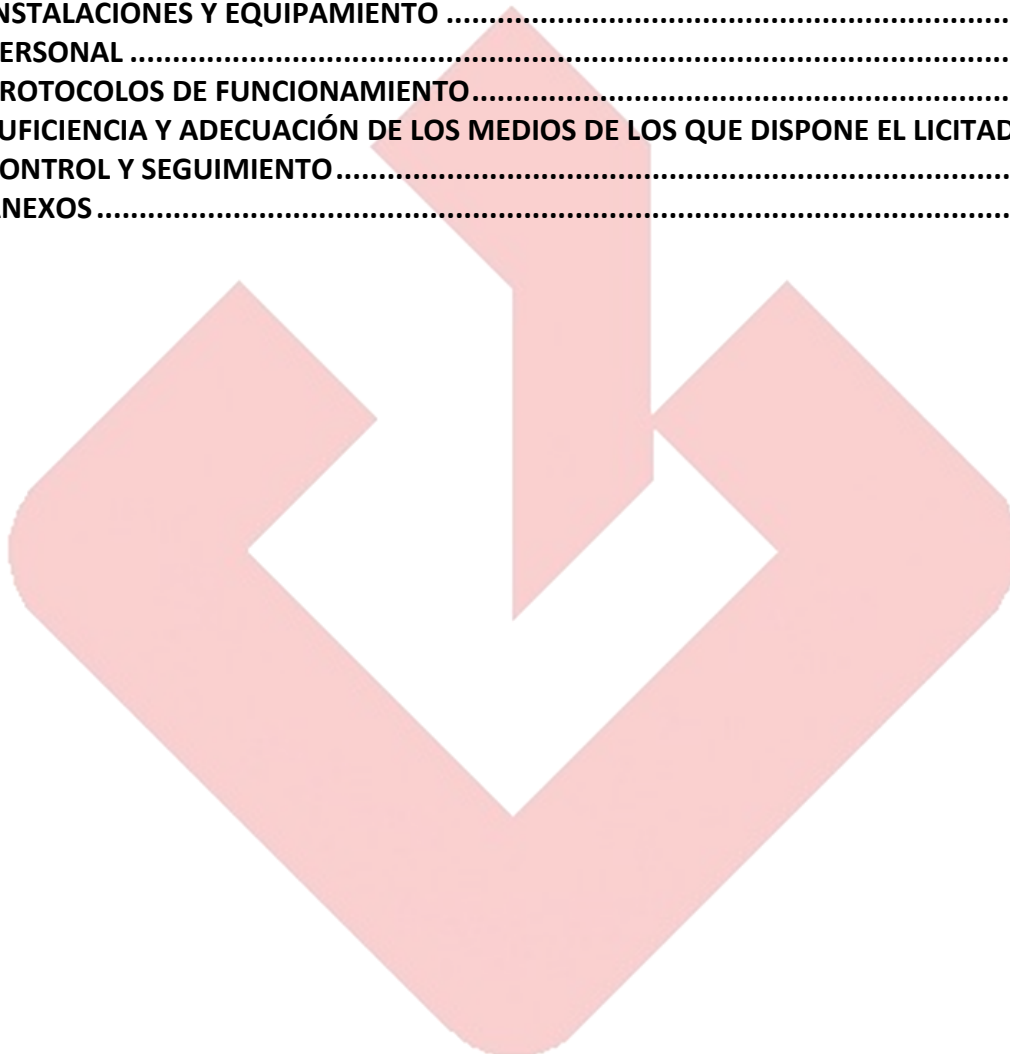 NSTALACIONES Y EQUIPAMIENTO ................................................................................
ERSONAL ................................................................................................................
ROTOCOLOS DE FUNCIONAMIENTO............................................................................
UFICIENCIA Y ADECUACIÓN DE LOS MEDIOS DE LOS QUE DISPONE EL LICITAD
ONTROL Y SEGUIMIENTO ............................................................................................
NEXOS ....................................................................................................................